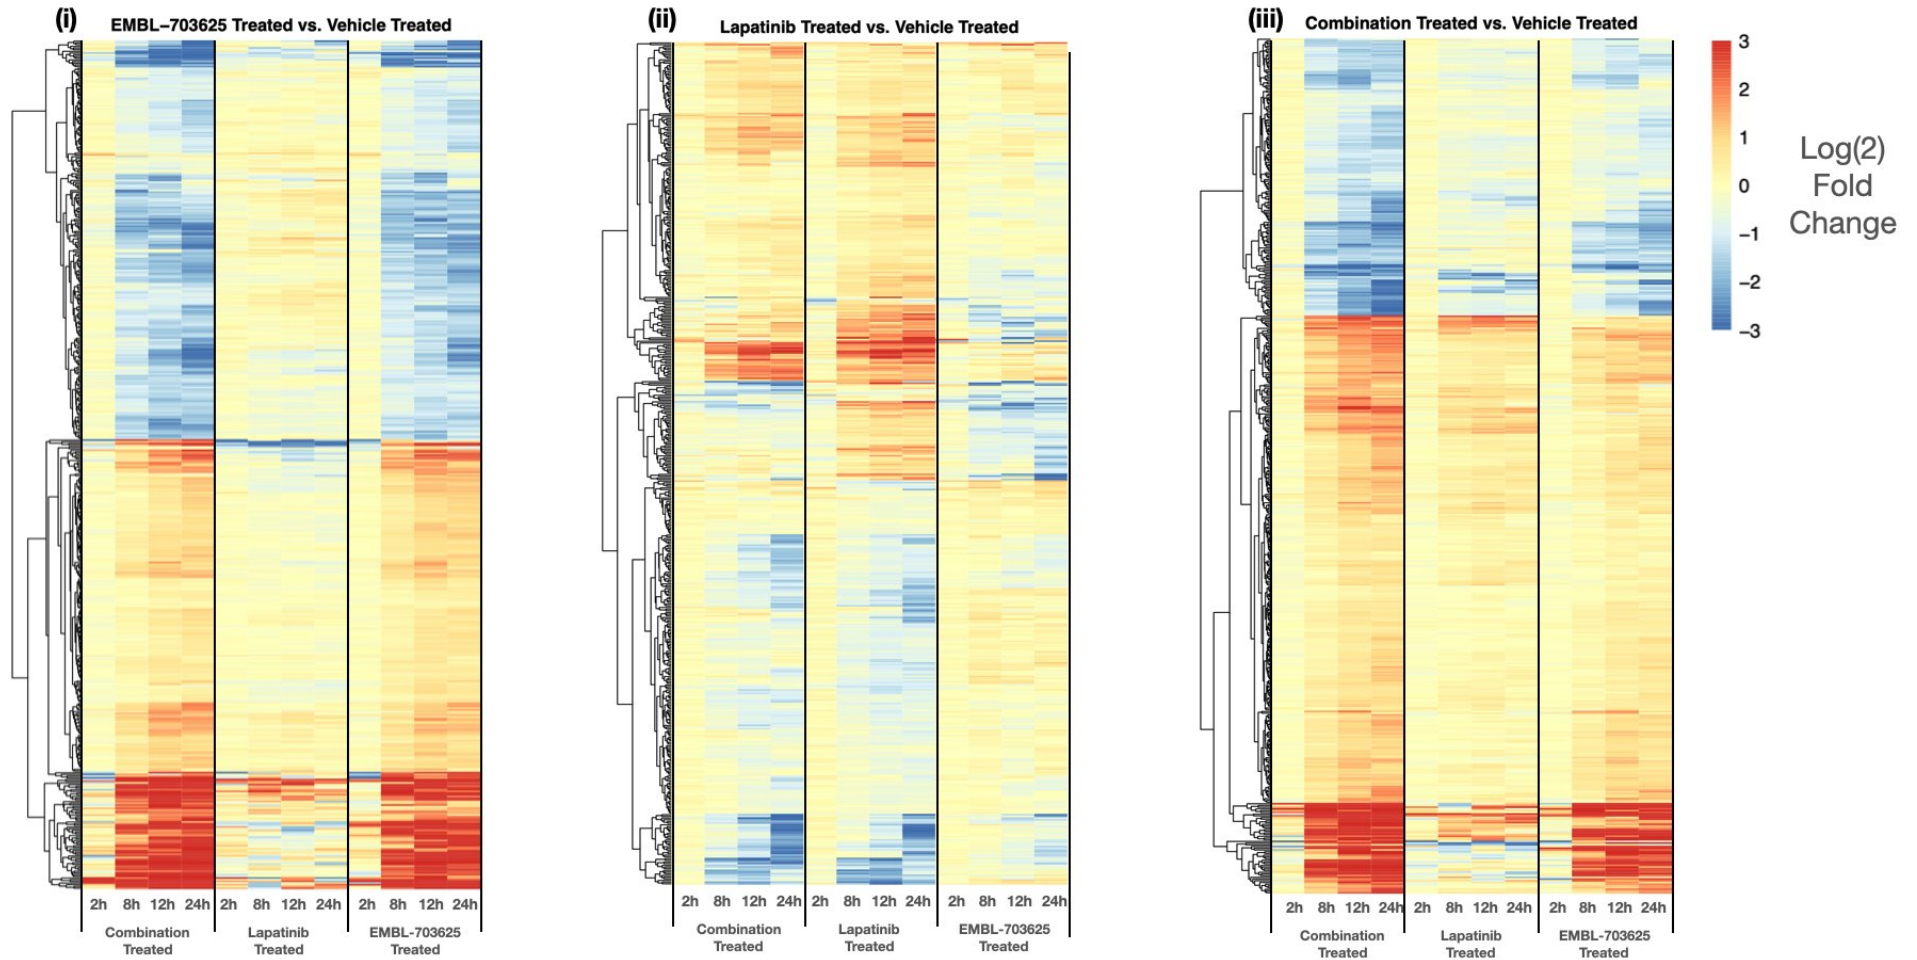 (i)
EMBL–703625 Treated vs. Vehicle Treated
2h 8h 12h 24h 2h 8h 12h 24h 2h 8h 12h 24h
Combination Treated
Lapatinib Treated
EMBL-703625 Treated
(ii)
Lapatinib Treated vs. Vehicle Treated
2h 8h 12h 24h 2h 8h 12h 24h 2h 8h 12h 24h
Combination Treated
Lapatinib Treated
EMBL-703625 Treated
(iii)
Combination Treated vs. Vehicle Treated
2h 8h 12h 24h 2h 8h 12h 24h 2h 8h 12h 24h
Combination Treated
Lapatinib Treated
EMBL-703625 Treated
3
2
1
0
−1
−2
−3
Log(2)
Fold
Change